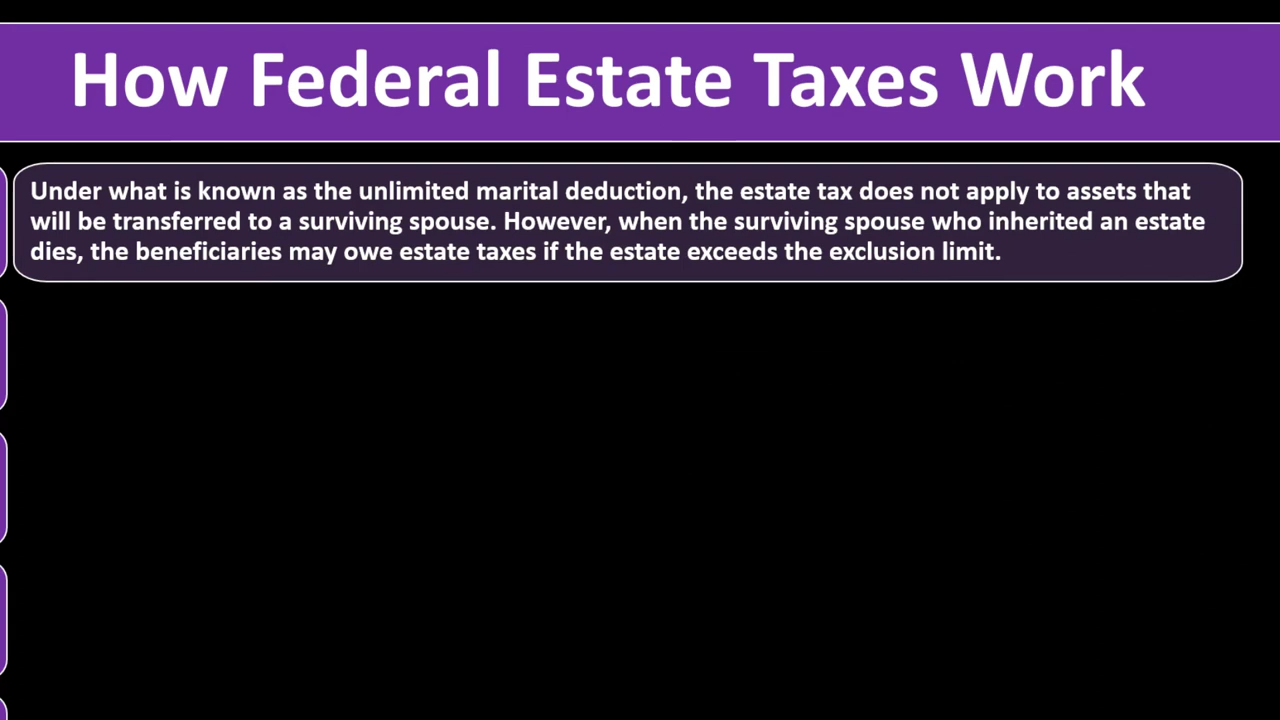 How Federal Estate Taxes Work
Under what is known as the unlimited marital deduction, the estate tax does not apply to assets that
will be transferred to a surviving spouse. However, when the surviving spouse who inherited an estate
dies, the beneficiaries may owe estate taxes if the estate exceeds the exclusion limit.